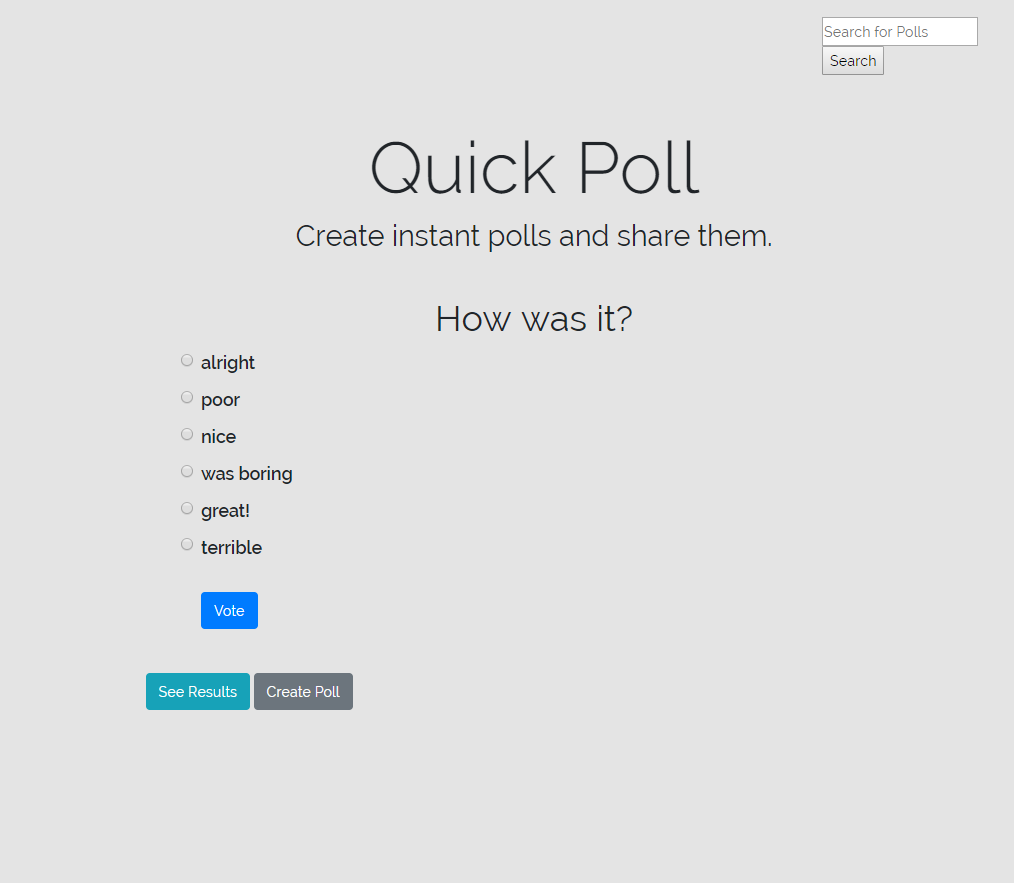 Search for Polls
Search
Quick Poll
Create instant polls and share them.
How was it?
alright
poor
nice
was boring
great!
terrible
Vote
See Results Create Poll